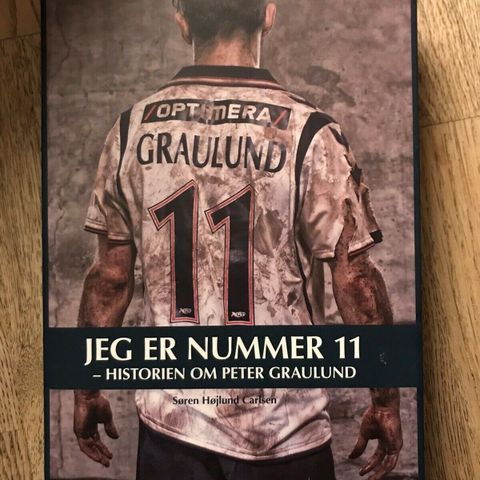 OPTIMERA
GRAULUND
11
JEG ER NUMMER 11
– HISTORIEN OM PETER GRAULUND
Søren Højlund Carlsen